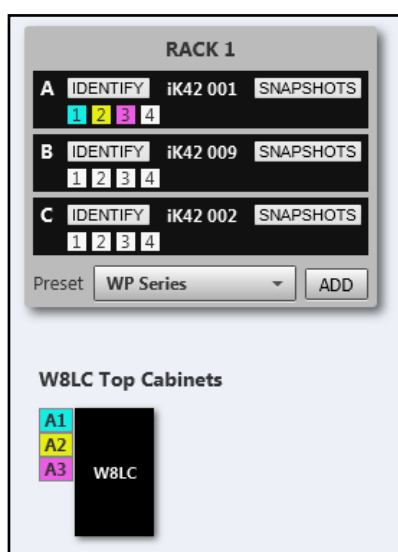 RACK 1
A IDENTIFY iK42 001 SNAPSHOTS
1 2 3 4
B IDENTIFY iK42 009 SNAPSHOTS
1 2 3 4
C IDENTIFY iK42 002 SNAPSHOTS
1 2 3 4
Preset WP Series ADD
W8LC Top Cabinets
A1
A2
A3 W8LC